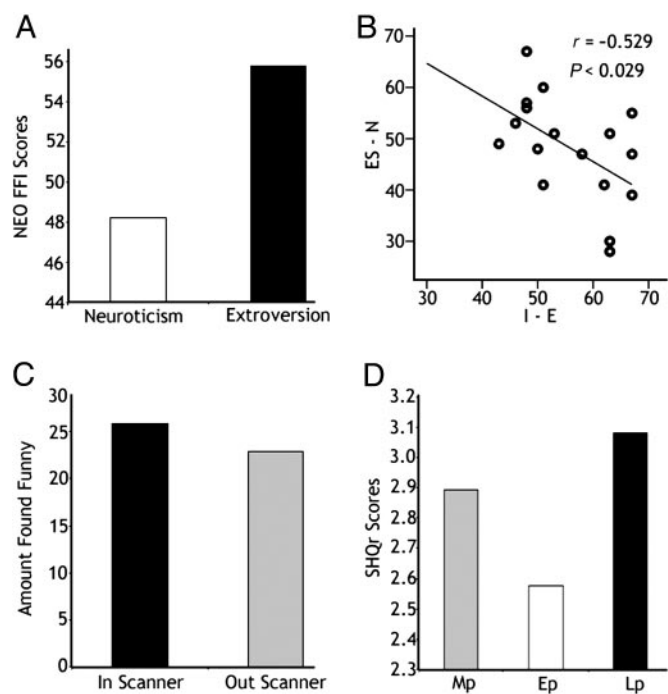 A
NEO FFI Scores
56
54
52
50
48
46
44
Neuroticism
Extroversion
B
r = -0.529
P < 0.029
ES - N
70
60
50
40
30
30 40 50 60 70
I - E
C
Amount Found Funny
30
25
20
15
10
5
0
In Scanner
Out Scanner
D
SHQr Scores
3.2
3.1
3.0
2.9
2.8
2.7
2.6
2.5
2.4
2.3
Mp
Ep
Lp